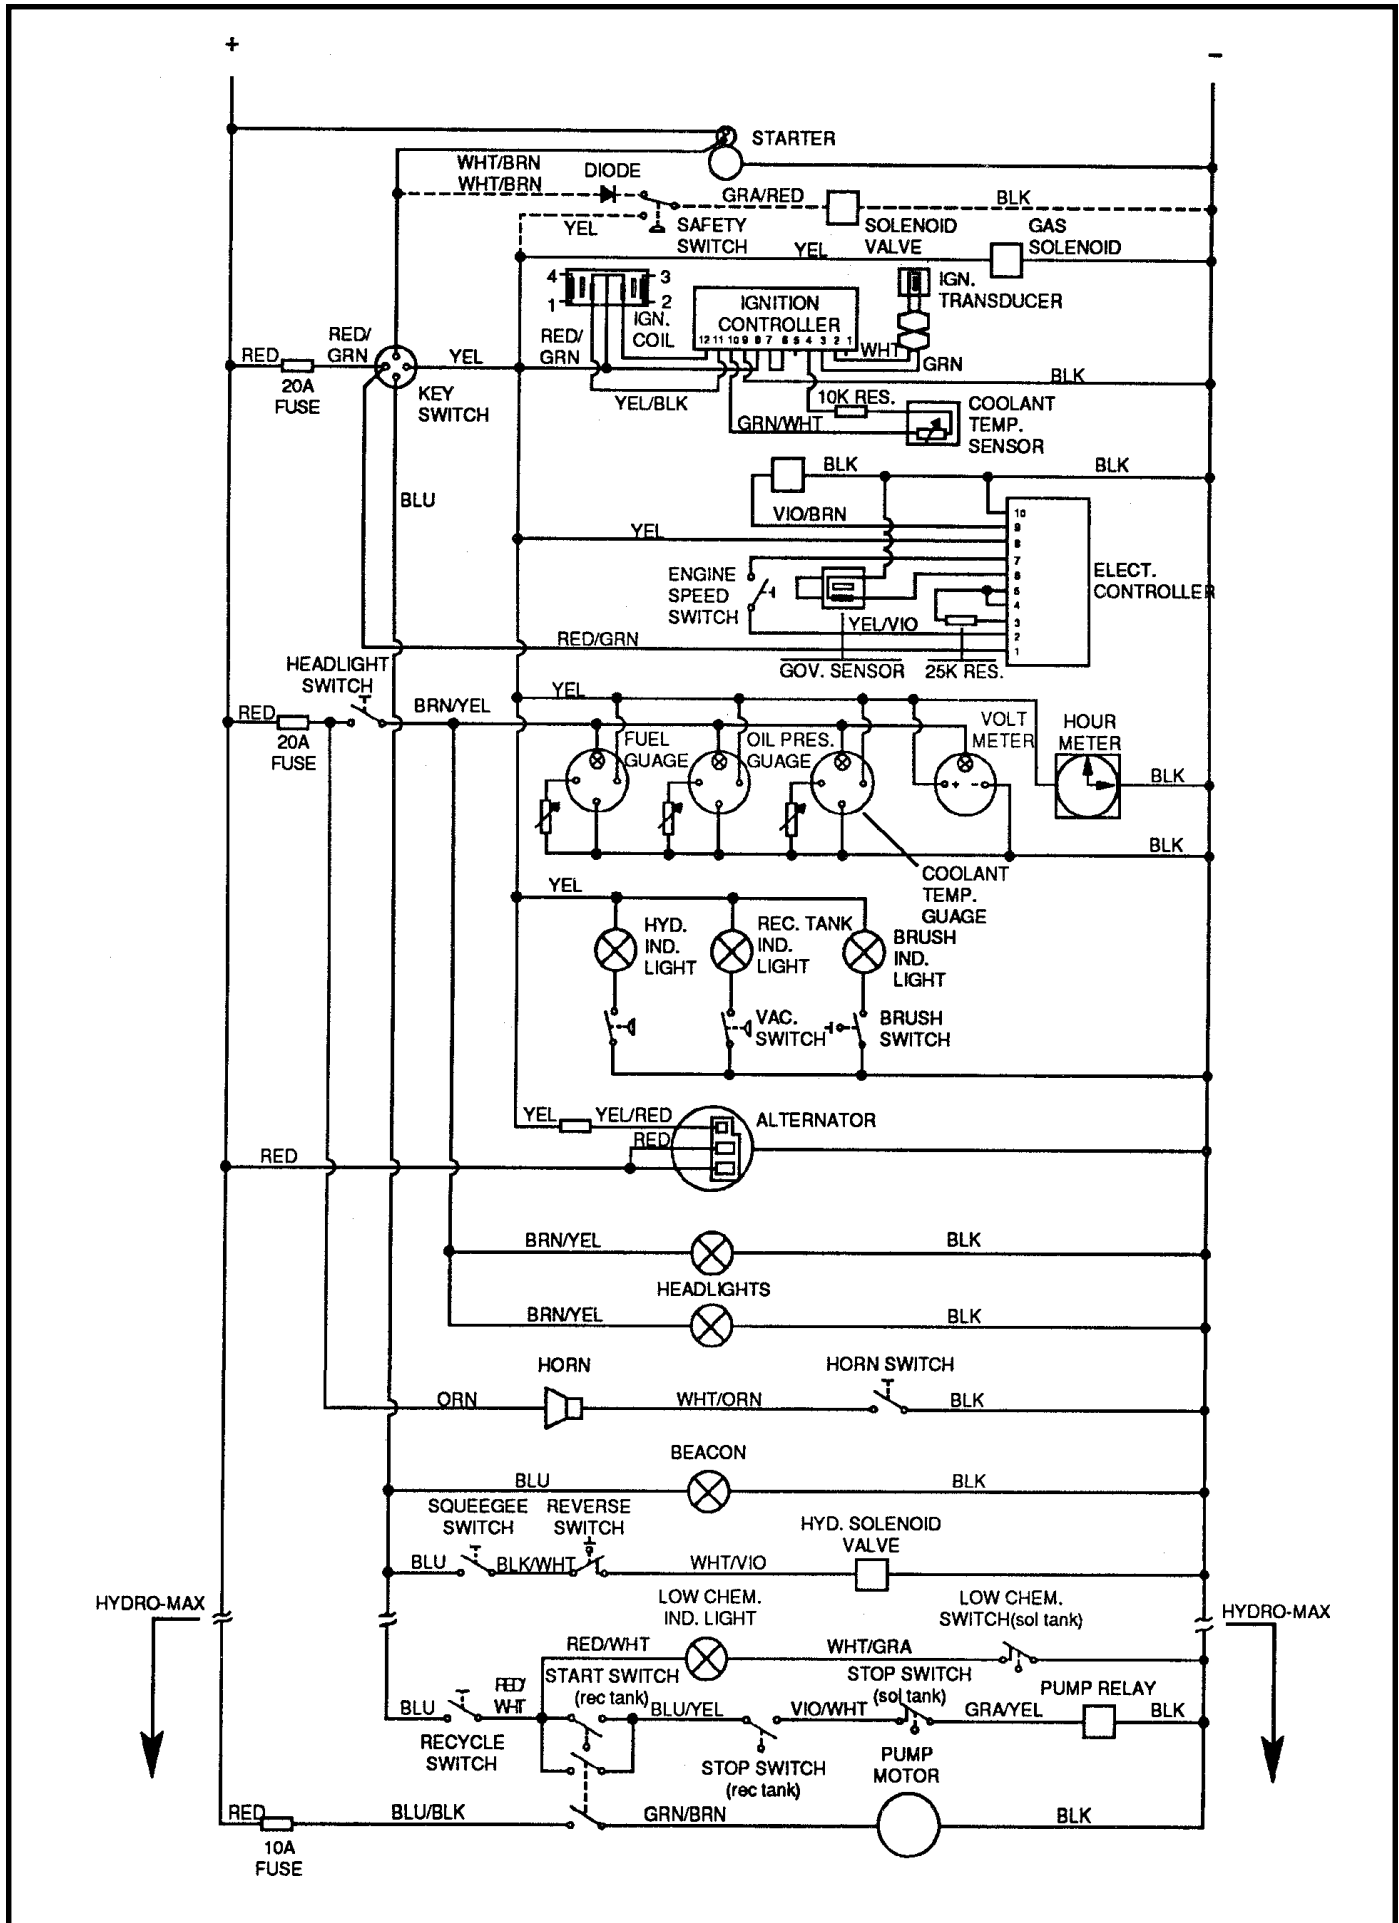 +
−
STARTER
WHT/BRN
DIODE
WHT/BRN
GRA/RED
BLK
YEL
SAFETY
SWITCH
SOLENOID
VALVE
GAS
SOLENOID
YEL
4
3
1
2
IGN.
COIL
IGNITION
CONTROLLER
12 11 10 9 8 7 6 5 4 3 2 1
IGN.
TRANSDUCER
WHT
GRN
RED
RED/
GRN
YEL
RED/
GRN
20A
FUSE
KEY
SWITCH
YEL/BLK
BLK
10K RES.
GRN/WHT
COOLANT
TEMP.
SENSOR
BLK
BLK
BLU
VIO/BRN
YEL
10
9
8
7
6
5
4
3
2
1
ELECT.
CONTROLLER
ENGINE
SPEED
SWITCH
YEL/VIO
RED/GRN
GOV. SENSOR
25K RES.
HEADLIGHT
SWITCH
YEL
RED
BRN/YEL
20A
FUSE
FUEL
GUAGE
OIL PRES.
GUAGE
VOLT
METER
HOUR
METER
+ -
BLK
BLK
COOLANT
TEMP.
GUAGE
YEL
HYD.
IND.
LIGHT
REC. TANK
IND.
LIGHT
BRUSH
IND.
LIGHT
VAC.
SWITCH
BRUSH
SWITCH
YEL
YEL/RED
ALTERNATOR
RED
RED
BRN/YEL
BLK
HEADLIGHTS
BRN/YEL
BLK
HORN
HORN SWITCH
ORN
WHT/ORN
BLK
BEACON
BLU
BLK
SQUEEGEE
SWITCH
REVERSE
SWITCH
HYD. SOLENOID
VALVE
BLU
BLK/WHT
WHT/VIO
HYDRO-MAX
LOW CHEM.
IND. LIGHT
LOW CHEM.
SWITCH(sol tank)
HYDRO-MAX
RED/WHT
WHT/GRA
START SWITCH
(rec tank)
STOP SWITCH
(sol tank)
PUMP RELAY
BLU
RED/
WHT
BLU/YEL
VIO/WHT
GRA/YEL
BLK
RECYCLE
SWITCH
STOP SWITCH
(rec tank)
PUMP
MOTOR
RED
BLU/BLK
GRN/BRN
BLK
10A
FUSE